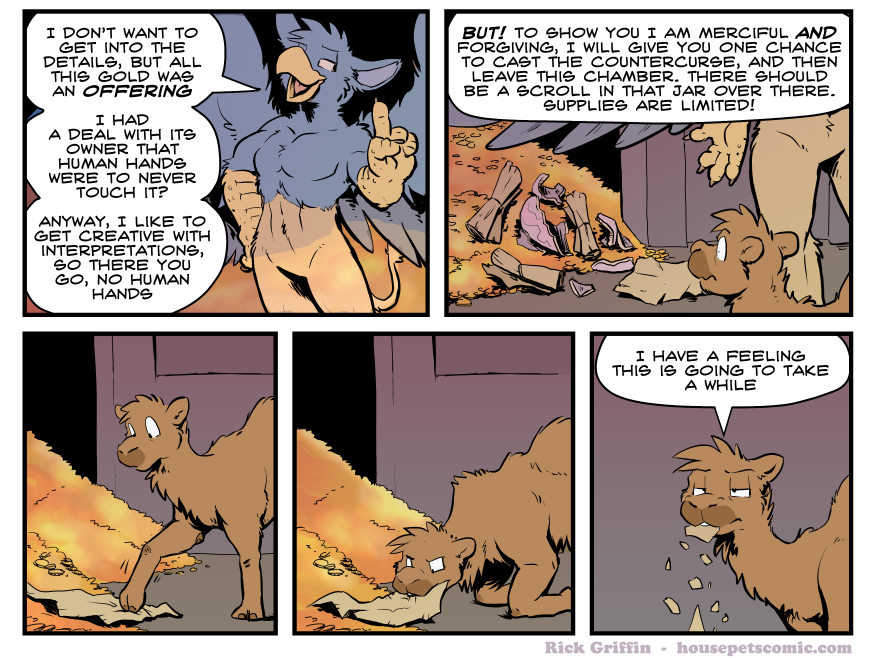 I DON'T WANT TO
GET INTO THE
DETAILS, BUT ALL
THIS GOLD WAS
AN OFFERING
I HAD
A DEAL WITH ITS
OWNER THAT
HUMAN HANDS
WERE TO NEVER
TOUCH IT?
ANYWAY, I LIKE TO
GET CREATIVE WITH
INTERPRETATIONS,
SO THERE YOU
GO, NO HUMAN
HANDS
BUT! TO SHOW YOU I AM MERCIFUL AND
FORGIVING, I WILL GIVE YOU ONE CHANCE
TO CAST THE COUNTERCURSE, AND THEN
LEAVE THIS CHAMBER. THERE SHOULD
BE A SCROLL IN THAT JAR OVER THERE.
SUPPLIES ARE LIMITED!
I HAVE A FEELING
THIS IS GOING TO TAKE
A WHILE
Rick Griffin - housepetscomic.com